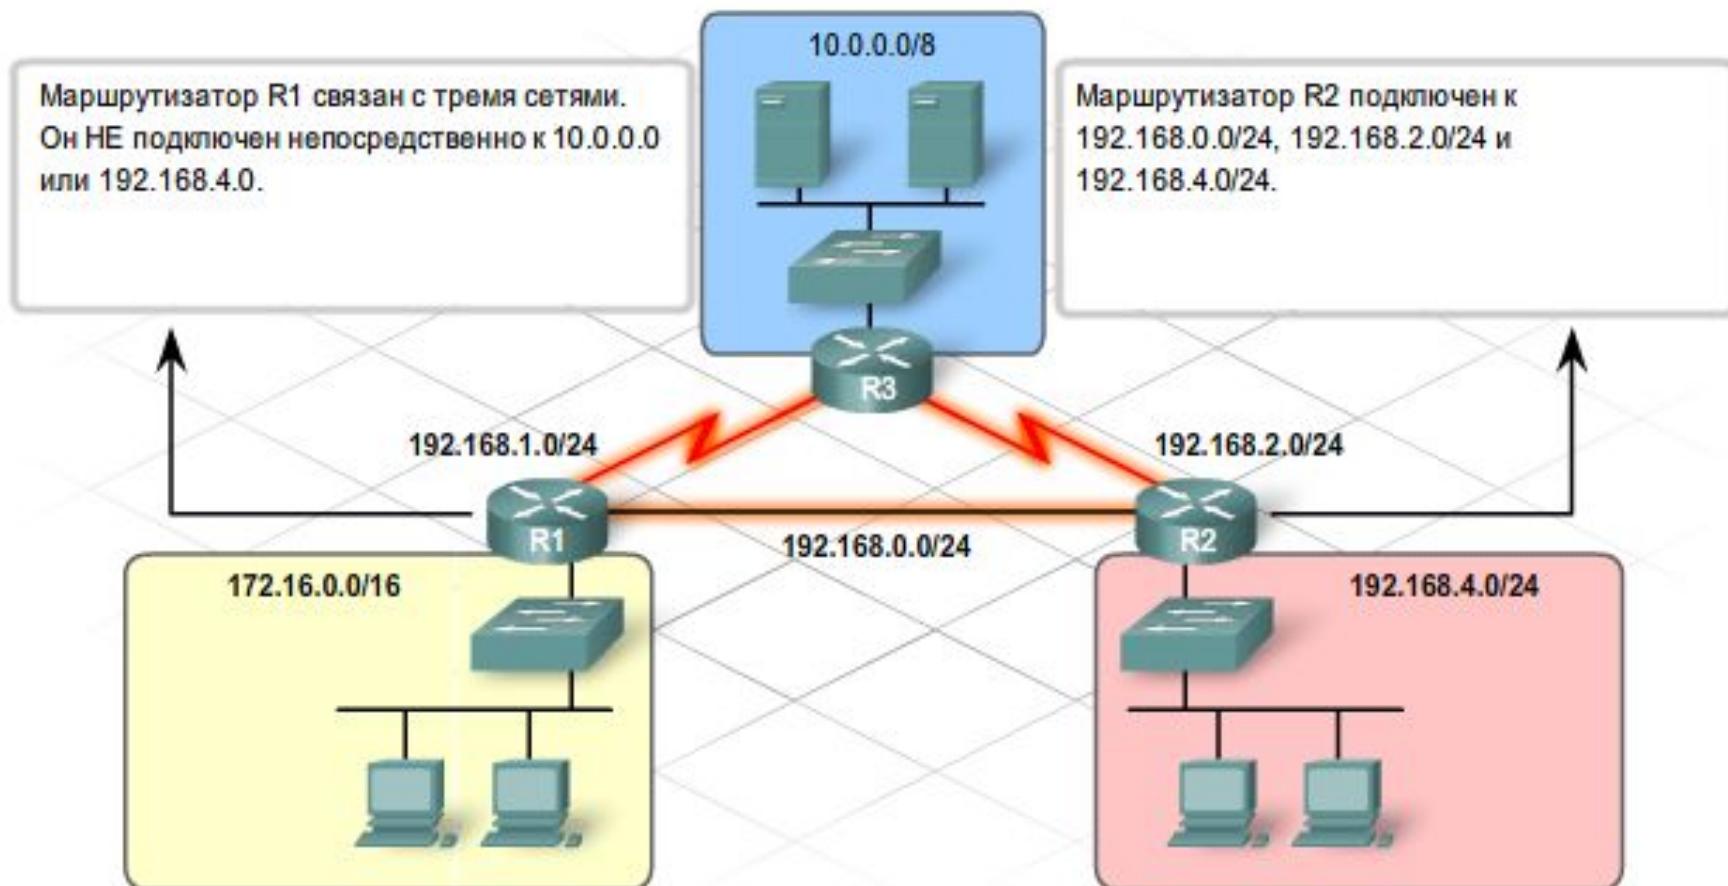 10.0.0.0/8
Маршрутизатор R1 связан с тремя сетями.
Он НЕ подключен непосредственно к 10.0.0.0
или 192.168.4.0.
Маршрутизатор R2 подключен к
192.168.0.0/24, 192.168.2.0/24 и
192.168.4.0/24.
R3
192.168.1.0/24
192.168.2.0/24
R1
192.168.0.0/24
R2
172.16.0.0/16
192.168.4.0/24